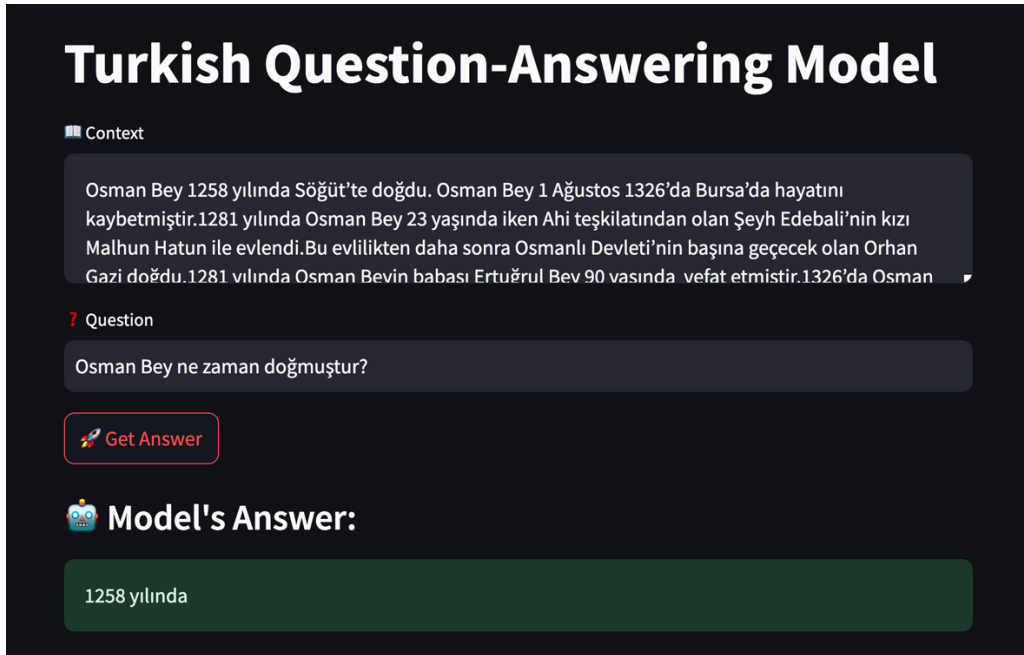 Turkish Question-Answering Model
📖 Context
Osman Bey 1258 yılında Söğüt’te doğdu. Osman Bey 1 Ağustos 1326’da Bursa’da hayatını
kaybetmiştir.1281 yılında Osman Bey 23 yaşında iken Ahi teşkilatından olan Şeyh Edebali’nin kızı
Malhun Hatun ile evlendi.Bu evlilikten daha sonra Osmanlı Devleti’nin başına geçecek olan Orhan
Gazi doğdu.1281 yılında Osman Beyin babası Ertuğrul Bey 90 yaşında  vefat etmiştir.1326’da Osman
❓ Question
Osman Bey ne zaman doğmuştur?
🚀 Get Answer
🤖 Model's Answer:
1258 yılında